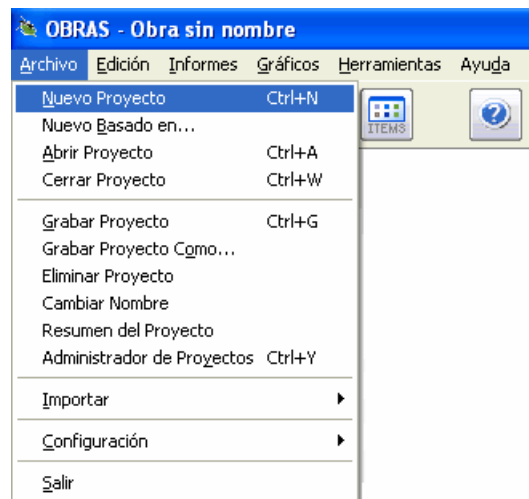 OBRAS - Obra sin nombre
Archivo Edición Informes Gráficos Herramientas Ayuda
Nuevo Proyecto Ctrl+N
Nuevo Basado en...
Abrir Proyecto Ctrl+A
Cerrar Proyecto Ctrl+W
Grabar Proyecto Ctrl+G
Grabar Proyecto Como...
Eliminar Proyecto
Cambiar Nombre
Resumen del Proyecto
Administrador de Proyectos Ctrl+Y
Importar
Configuración
Salir
ITEMS
?